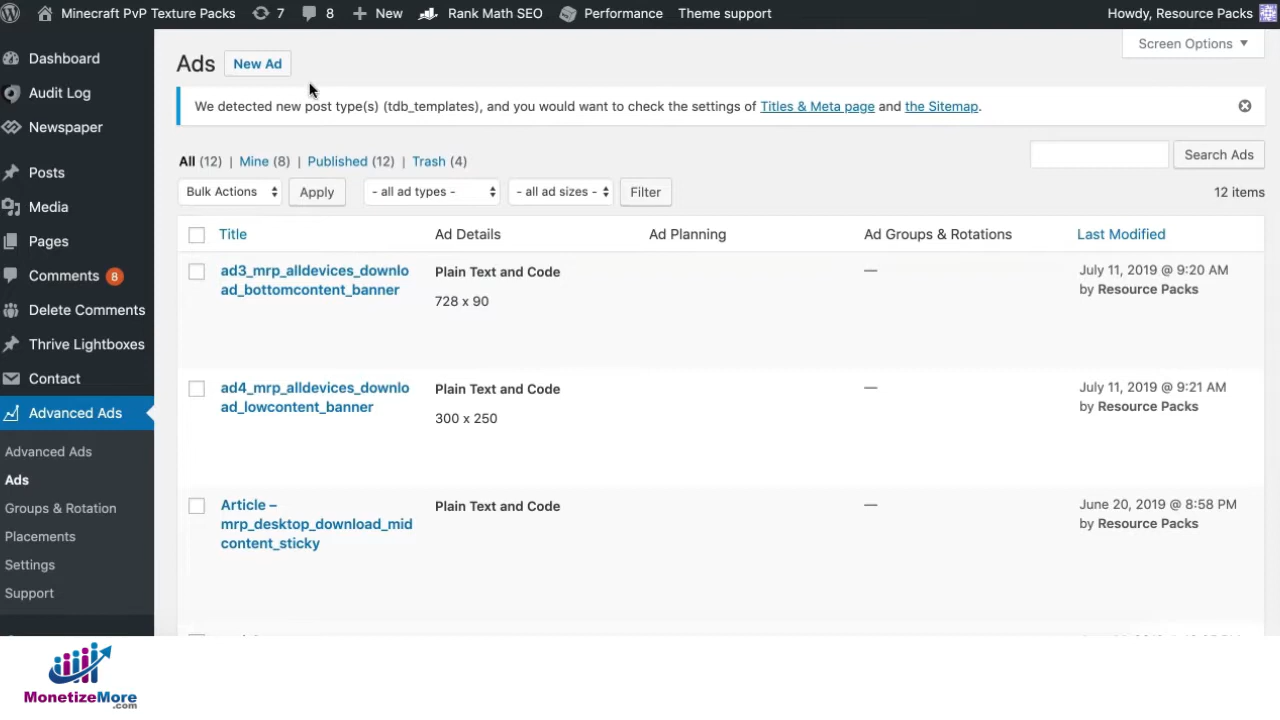 Minecraft PvP Texture Packs 7 8 New Rank Math SEO Performance Theme support Howdy, Resource Packs
Dashboard
Audit Log
Newspaper
Posts
Media
Pages
Comments 8
Delete Comments
Thrive Lightboxes
Contact
Advanced Ads
Advanced Ads
Ads
Groups & Rotation
Placements
Settings
Support
Screen Options
Ads New Ad
We detected new post type(s) (tdb_templates), and you would want to check the settings of Titles & Meta page and the Sitemap.
All (12) | Mine (8) | Published (12) | Trash (4)
Search Ads
Bulk Actions Apply - all ad types - - all ad sizes - Filter
12 items
Title Ad Details Ad Planning Ad Groups & Rotations Last Modified
ad3_mrp_alldevices_downlo
ad_bottomcontent_banner
Plain Text and Code
728 x 90
—
July 11, 2019 @ 9:20 AM
by Resource Packs
ad4_mrp_alldevices_downlo
ad_lowcontent_banner
Plain Text and Code
300 x 250
—
July 11, 2019 @ 9:21 AM
by Resource Packs
Article –
mrp_desktop_download_mid
content_sticky
Plain Text and Code
—
June 20, 2019 @ 8:58 PM
by Resource Packs
MonetizeMore
.com